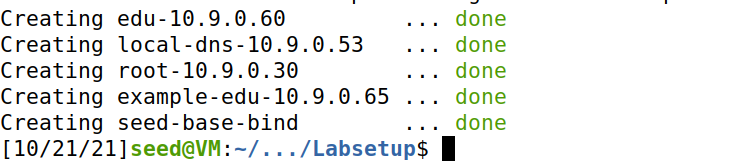 Creating edu-10.9.0.60 ... done
Creating local-dns-10.9.0.53 ... done
Creating root-10.9.0.30 ... done
Creating example-edu-10.9.0.65 ... done
Creating seed-base-bind ... done
[10/21/21]seed@VM:~/.../Labsetup$